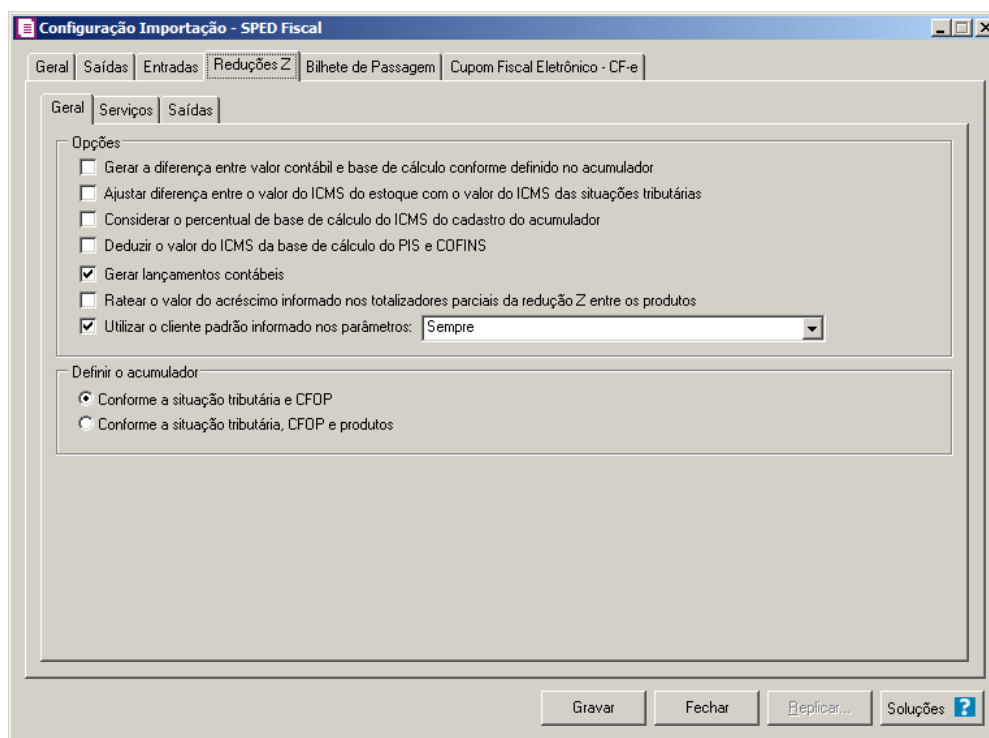 Configuração Importação - SPED Fiscal
Geral Saídas Entradas Reduções Z Bilhete de Passagem Cupom Fiscal Eletrônico - CF-e
Geral Serviços Saídas
Opções
Gerar a diferença entre valor contábil e base de cálculo conforme definido no acumulador
Ajustar diferença entre o valor do ICMS do estoque com o valor do ICMS das situações tributárias
Considerar o percentual de base de cálculo do ICMS do cadastro do acumulador
Deduzir o valor do ICMS da base de cálculo do PIS e COFINS
Gerar lançamentos contábeis
Ratear o valor do acréscimo informado nos totalizadores parciais da redução Z entre os produtos
Utilizar o cliente padrão informado nos parâmetros: Sempre
Definir o acumulador
Conforme a situação tributária e CFOP
Conforme a situação tributária, CFOP e produtos
Gravar Fechar Replicar... Soluções ?